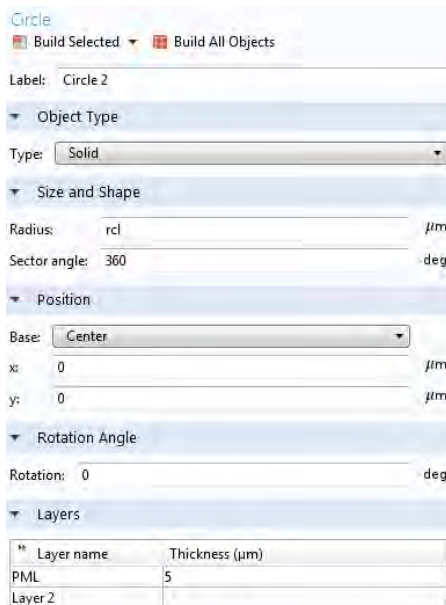 Circle
Build Selected Build All Objects
Label: Circle 2
Object Type
Type: Solid
Size and Shape
Radius: rcl μm
Sector angle: 360 deg
Position
Base: Center
x: 0 μm
y: 0 μm
Rotation Angle
Rotation: 0 deg
Layers
Layer name Thickness (μm)
PML 5
Layer 2